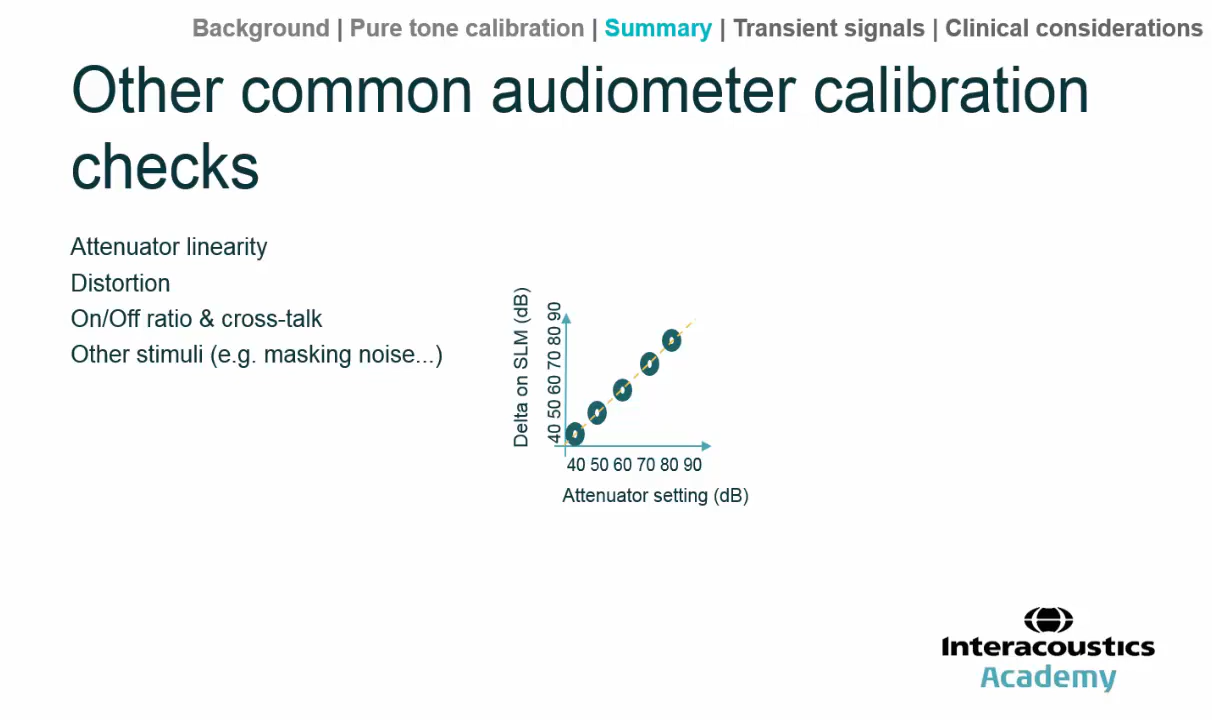 Background | Pure tone calibration | Summary | Transient signals | Clinical considerations
Other common audiometer calibration
checks
Attenuator linearity
Distortion
On/Off ratio & cross-talk
Other stimuli (e.g. masking noise...)
Delta on SLM (dB)
40 50 60 70 80 90
40 50 60 70 80 90
Attenuator setting (dB)
Interacoustics
Academy